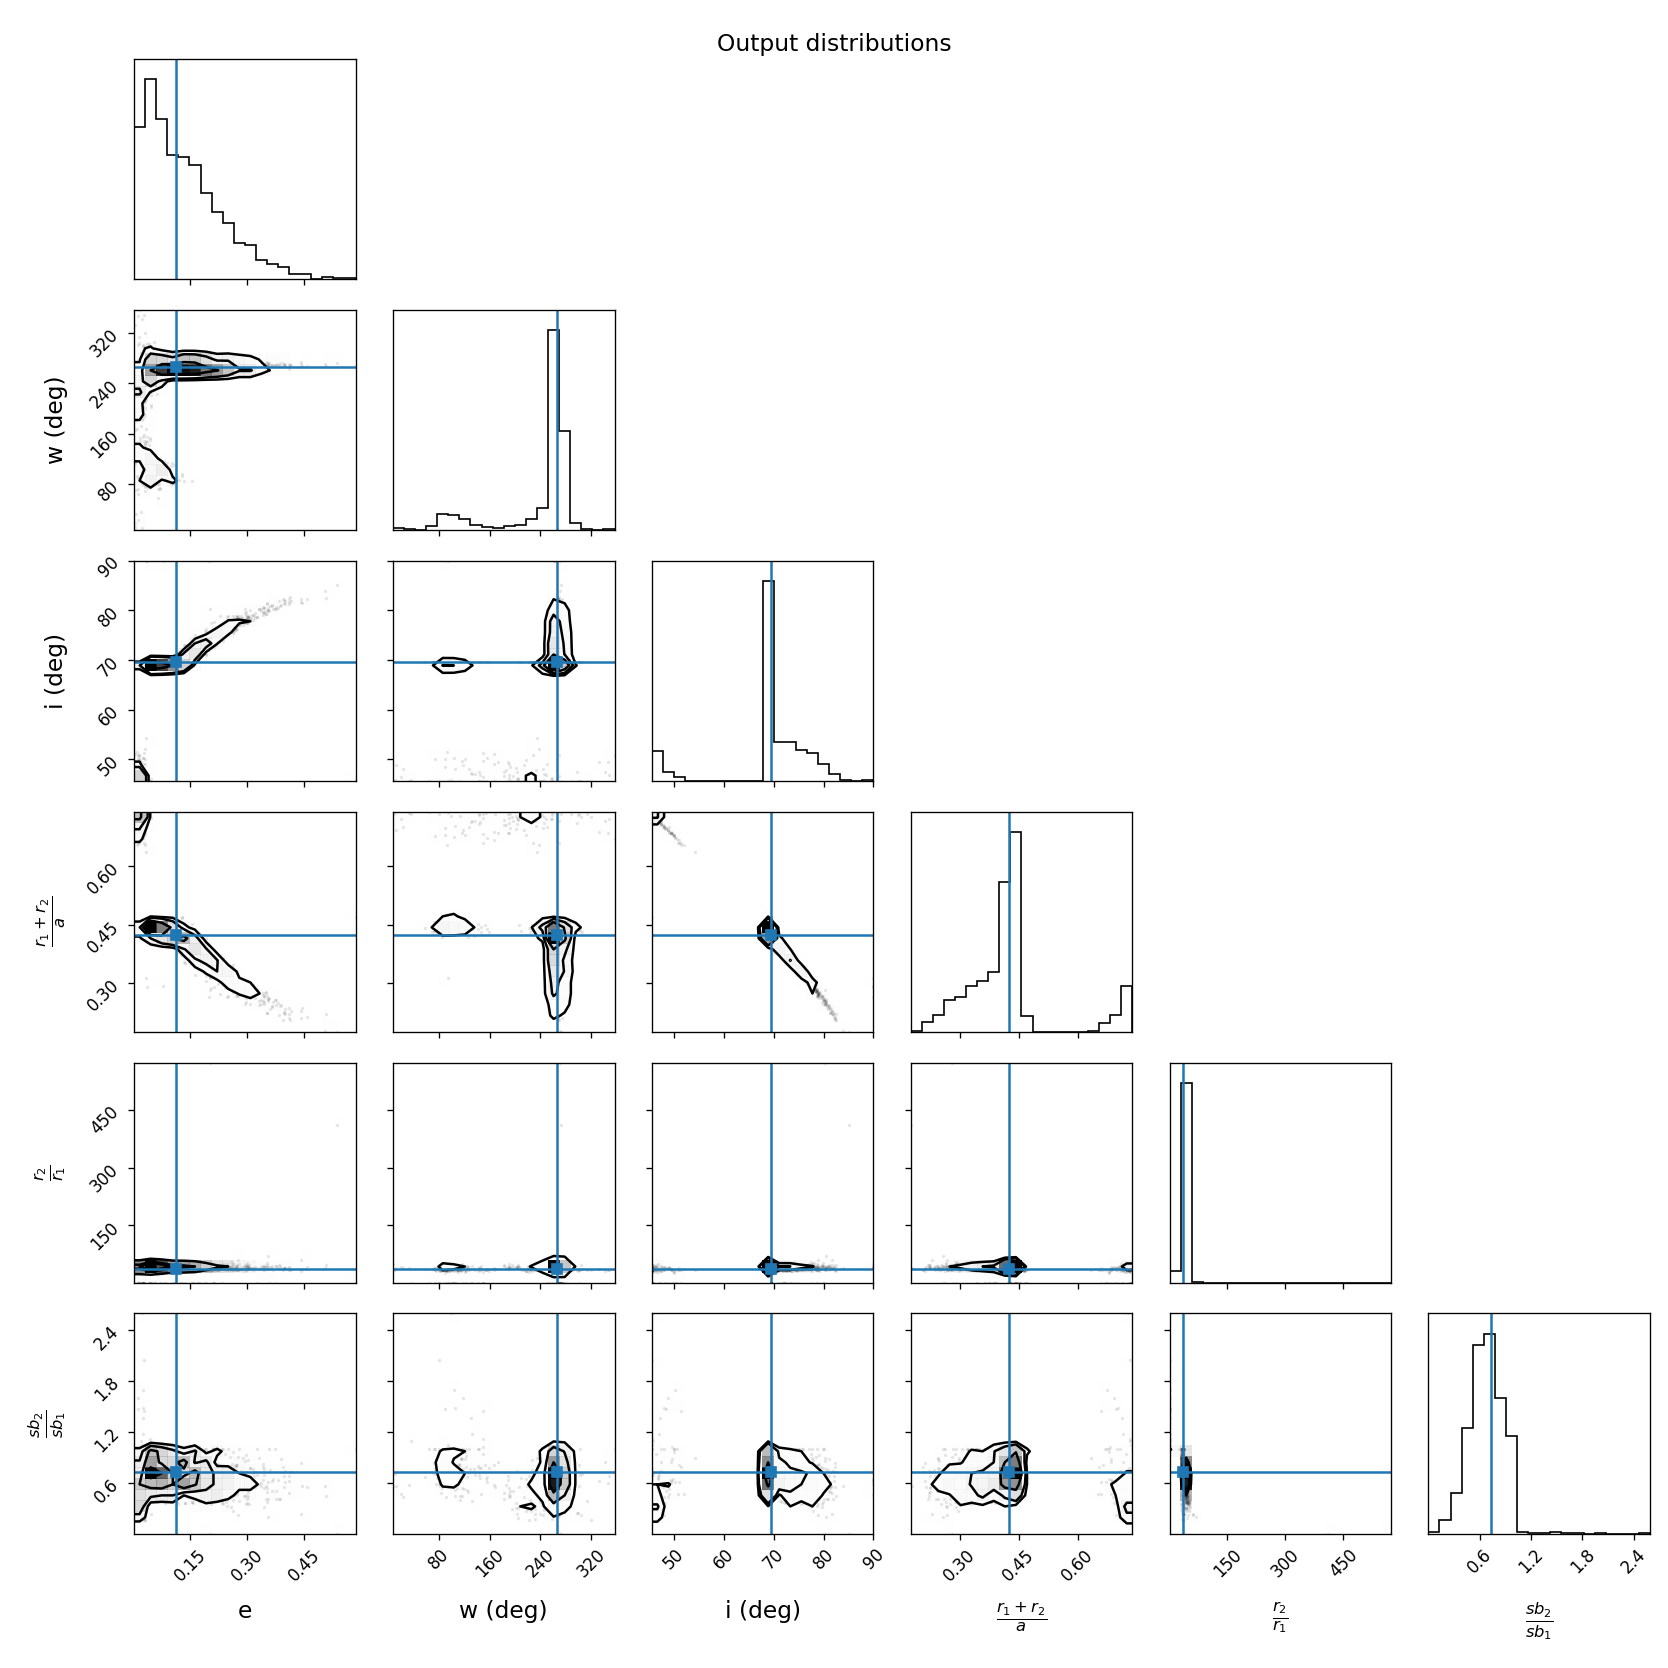 Output distributions
320
240
160
80
w (deg)
90
80
70
60
50
i (deg)
0.60
0.45
0.30
r₁ + r₂
a
450
300
150
r₂
r₁
2.4
1.8
1.2
0.6
sb₂
sb₁
0.15 0.30 0.45 80 160 240 320 50 60 70 80 90 0.30 0.45 0.60 150 300 450 0.6 1.2 1.8 2.4
e w (deg) i (deg)
r₁ + r₂
a
r₂
r₁
sb₂
sb₁